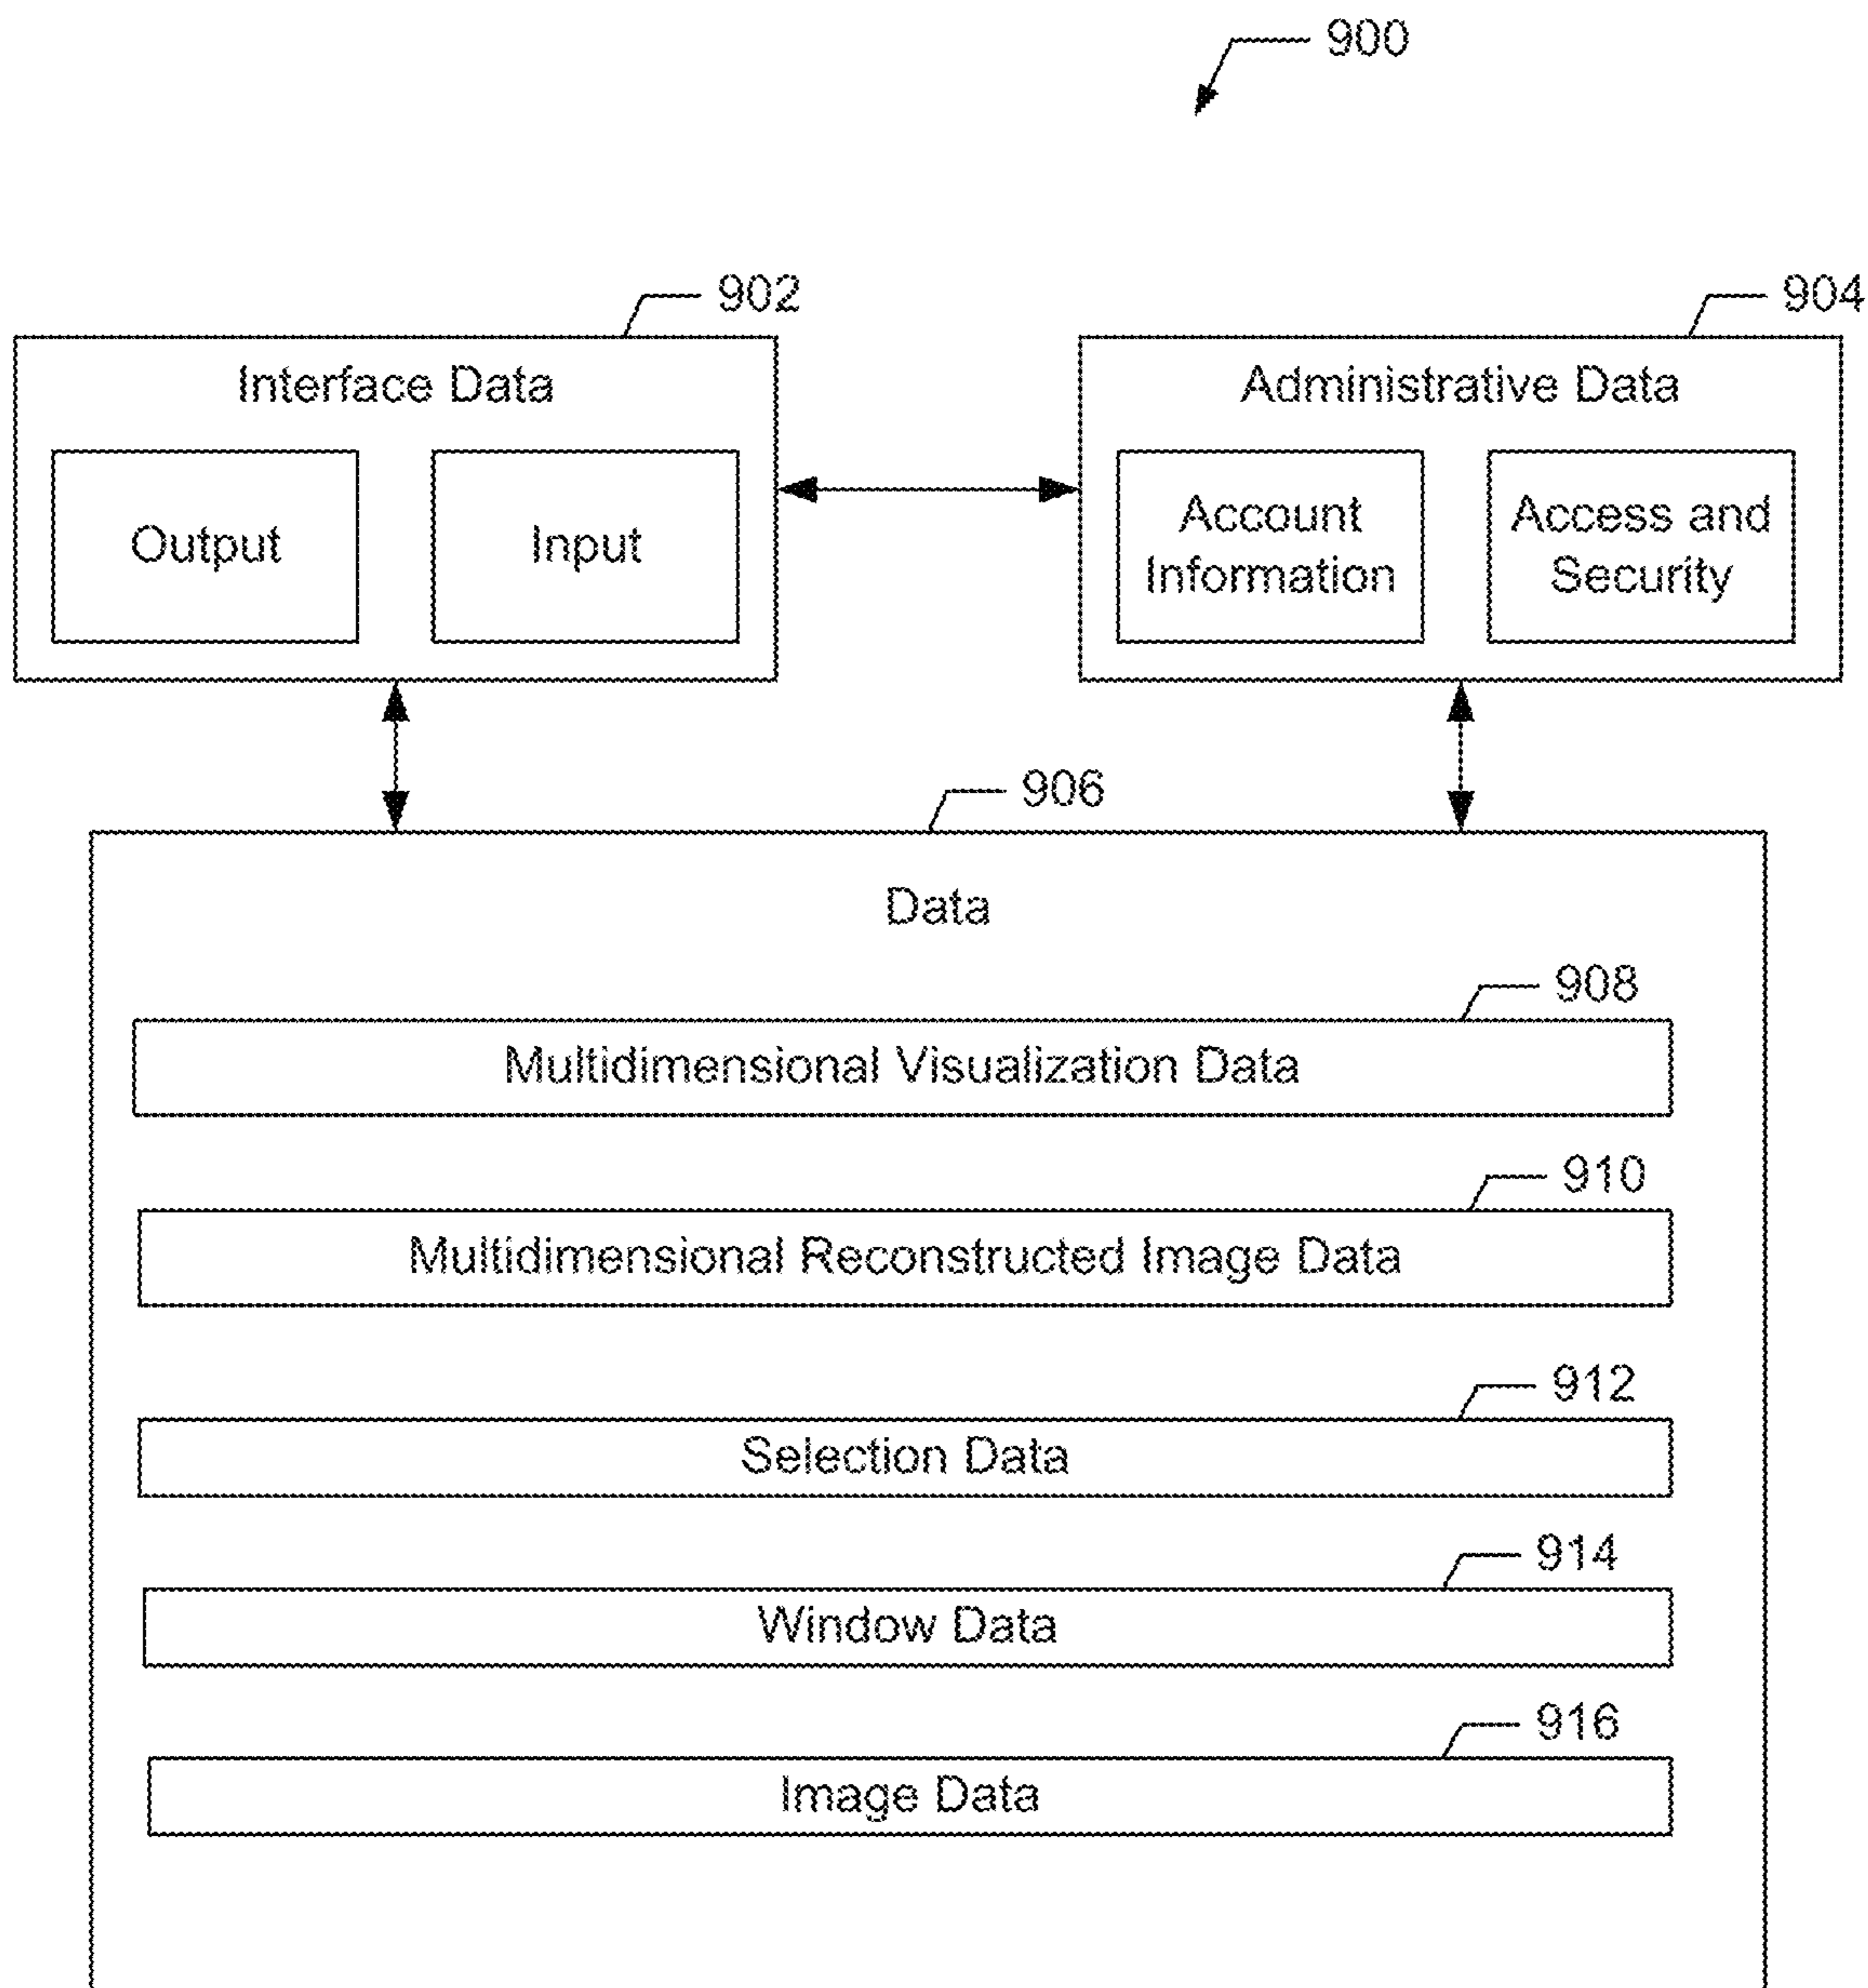 900
902
904
Interface Data
Administrative Data
Output
Input
Account
Information
Access and
Security
906
Data
908
Multidimensional Visualization Data
910
Multidimensional Reconstructed Image Data
912
Selection Data
914
Window Data
916
Image Data